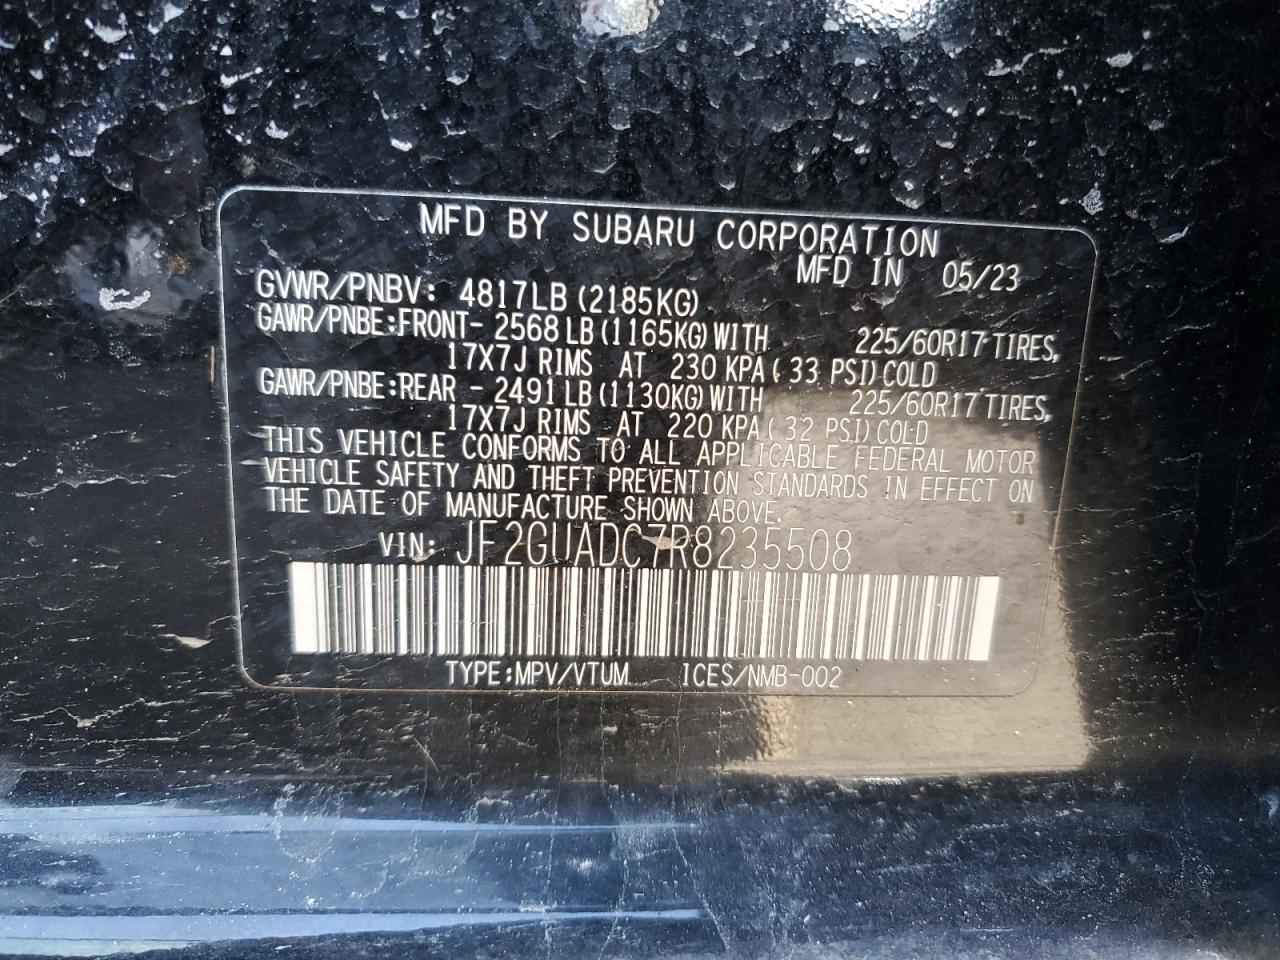 MFD BY SUBARU CORPORATION
MFD IN 05/23
GVWR/PNBV: 4817LB (2185KG)
GAWR/PNBE:FRONT- 2568 LB (1165KG) WITH 225/60R17 TIRES,
17X7J RIMS AT 230 KPA ( 33 PSI) COLD
GAWR/PNBE:REAR - 2491 LB (1130KG) WITH 225/60R17 TIRES,
17X7J RIMS AT 220 KPA ( 32 PSI) COLD
THIS VEHICLE CONFORMS TO ALL APPLICABLE FEDERAL MOTOR
VEHICLE SAFETY AND THEFT PREVENTION STANDARDS IN EFFECT ON
THE DATE OF MANUFACTURE SHOWN ABOVE.
VIN: JF2GUADC7R8235508
TYPE:MPV/VTUM ICES/NMB-002